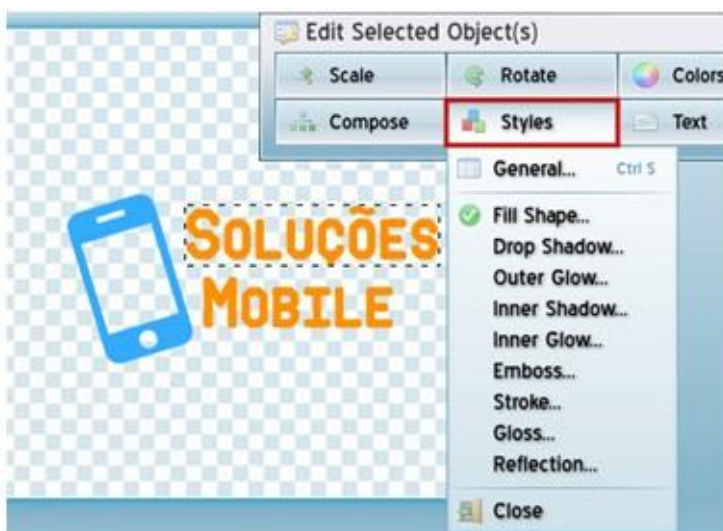 Edit Selected Object(s)
Scale Rotate Colors
Compose Styles Text
General... Ctrl S
Fill Shape...
Drop Shadow...
Outer Glow...
Inner Shadow...
Inner Glow...
Emboss...
Stroke...
Gloss...
Reflection...
Close
SOLUÇÕES
MOBILE